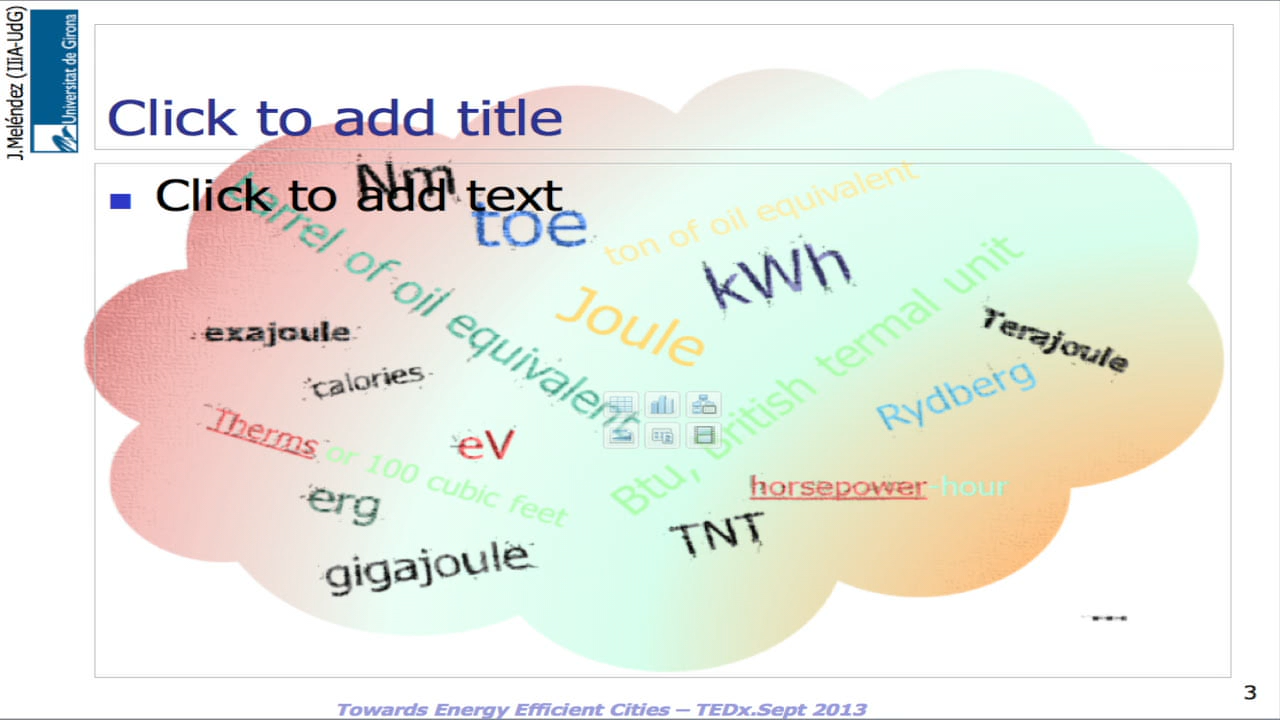 J.Meléndez (IIiA-UdG)
Universitat de Girona
Click to add title
Click to add text
Nm
toe
barrel of oil equivalent
ton of oil equivalent
kWh
Joule
exajoule
calories
Terajoule
Rydberg
Therms or 100 cubic feet
eV
Btu, british termal unit
horsepower-hour
erg
TNT
gigajoule
...
3
Towards Energy Efficient Cities – TEDx.Sept 2013